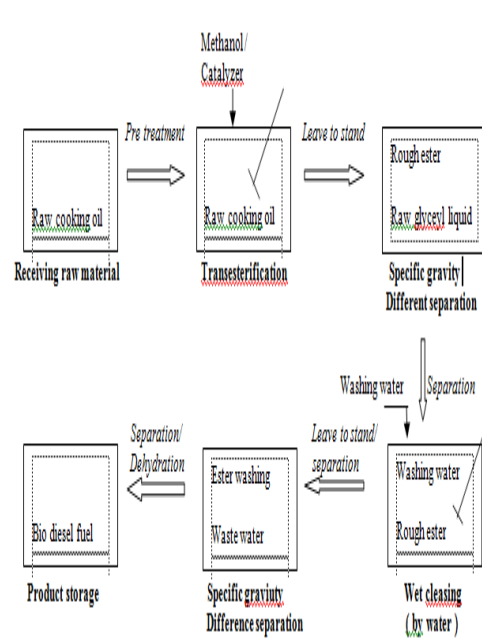 Methanol/
Catalyzer
Pre treatment
Leave to stand
Raw cooking oil
Raw cooking oil
Rough ester
Raw glyceyl liquid
Receiving raw material
Transesterification
Specific gravity
Different separation
Washing water
Separation
Separation/
Dehydration
Leave to stand/
separation
Bio diesel fuel
Ester washing
Waste water
Washing water
Rough ester
Product storage
Specific graviuty
Difference separation
Wet cleasing
( by water )